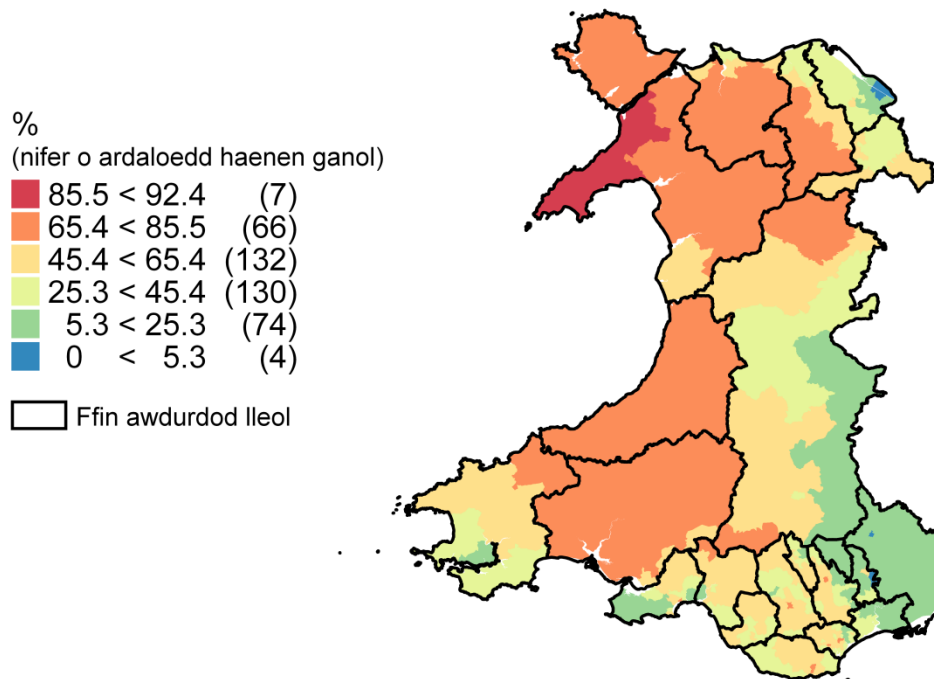 %
(nifer o ardaloedd haenen ganol)
85.5 < 92.4 (7)
65.4 < 85.5 (66)
45.4 < 65.4 (132)
25.3 < 45.4 (130)
5.3 < 25.3 (74)
0 < 5.3 (4)
Ffin awdurdod lleol